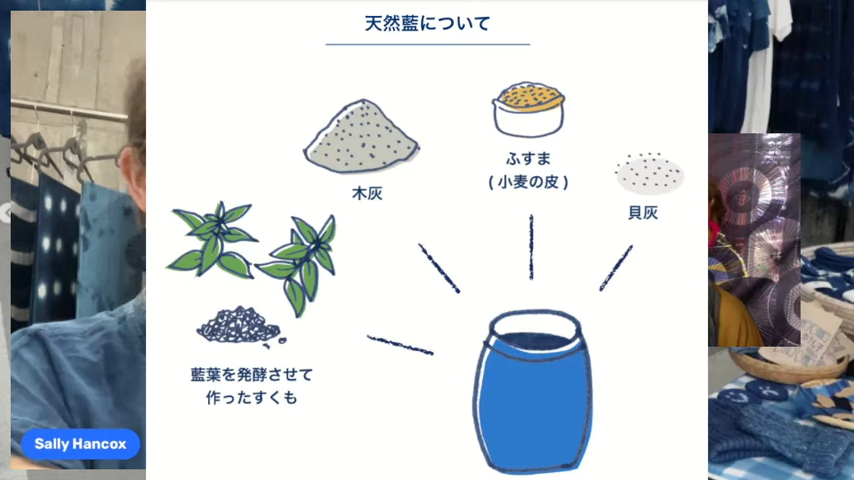 天然藍について
木灰
ふすま
(小麦の皮)
貝灰
藍葉を発酵させて
作ったすくも
Sally Hancox